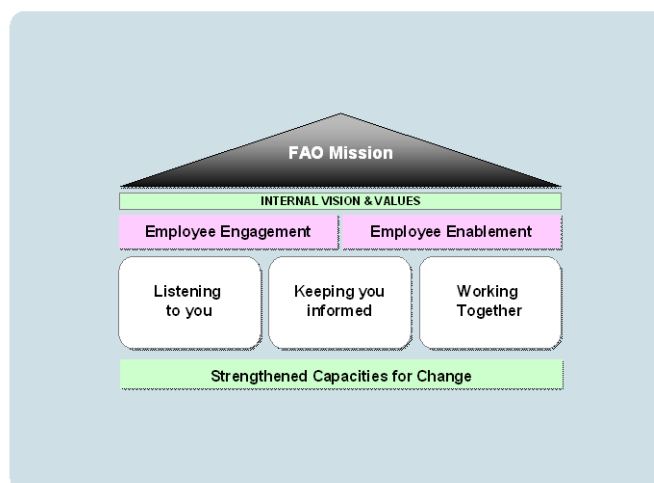 FAO Mission
INTERNAL VISION & VALUES
Employee Engagement
Employee Enablement
Listening
to you
Keeping you
informed
Working
Together
Strengthened Capacities for Change